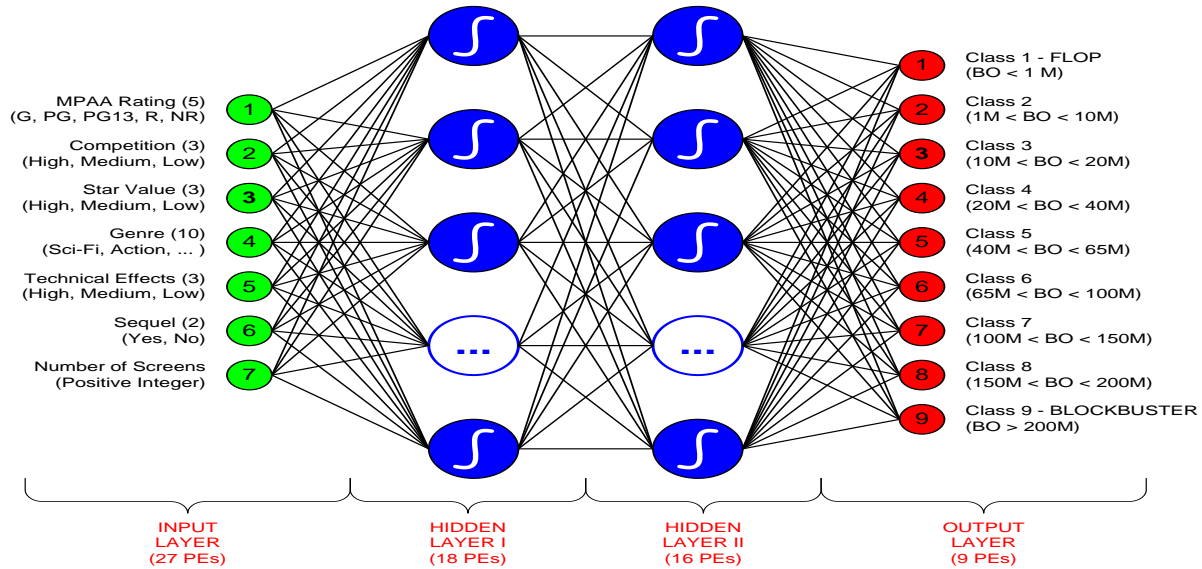 MPAA Rating (5)
(G, PG, PG13, R, NR)
1
Competition (3)
(High, Medium, Low)
2
Star Value (3)
(High, Medium, Low)
3
Genre (10)
(Sci-Fi, Action, ... )
4
Technical Effects (3)
(High, Medium, Low)
5
Sequel (2)
(Yes, No)
6
Number of Screens
(Positive Integer)
7
...
...
1
Class 1 - FLOP
(BO < 1 M)
2
Class 2
(1M < BO < 10M)
3
Class 3
(10M < BO < 20M)
4
Class 4
(20M < BO < 40M)
5
Class 5
(40M < BO < 65M)
6
Class 6
(65M < BO < 100M)
7
Class 7
(100M < BO < 150M)
8
Class 8
(150M < BO < 200M)
9
Class 9 - BLOCKBUSTER
(BO > 200M)
INPUT
LAYER
(27 PEs)
HIDDEN
LAYER I
(18 PEs)
HIDDEN
LAYER II
(16 PEs)
OUTPUT
LAYER
(9 PEs)